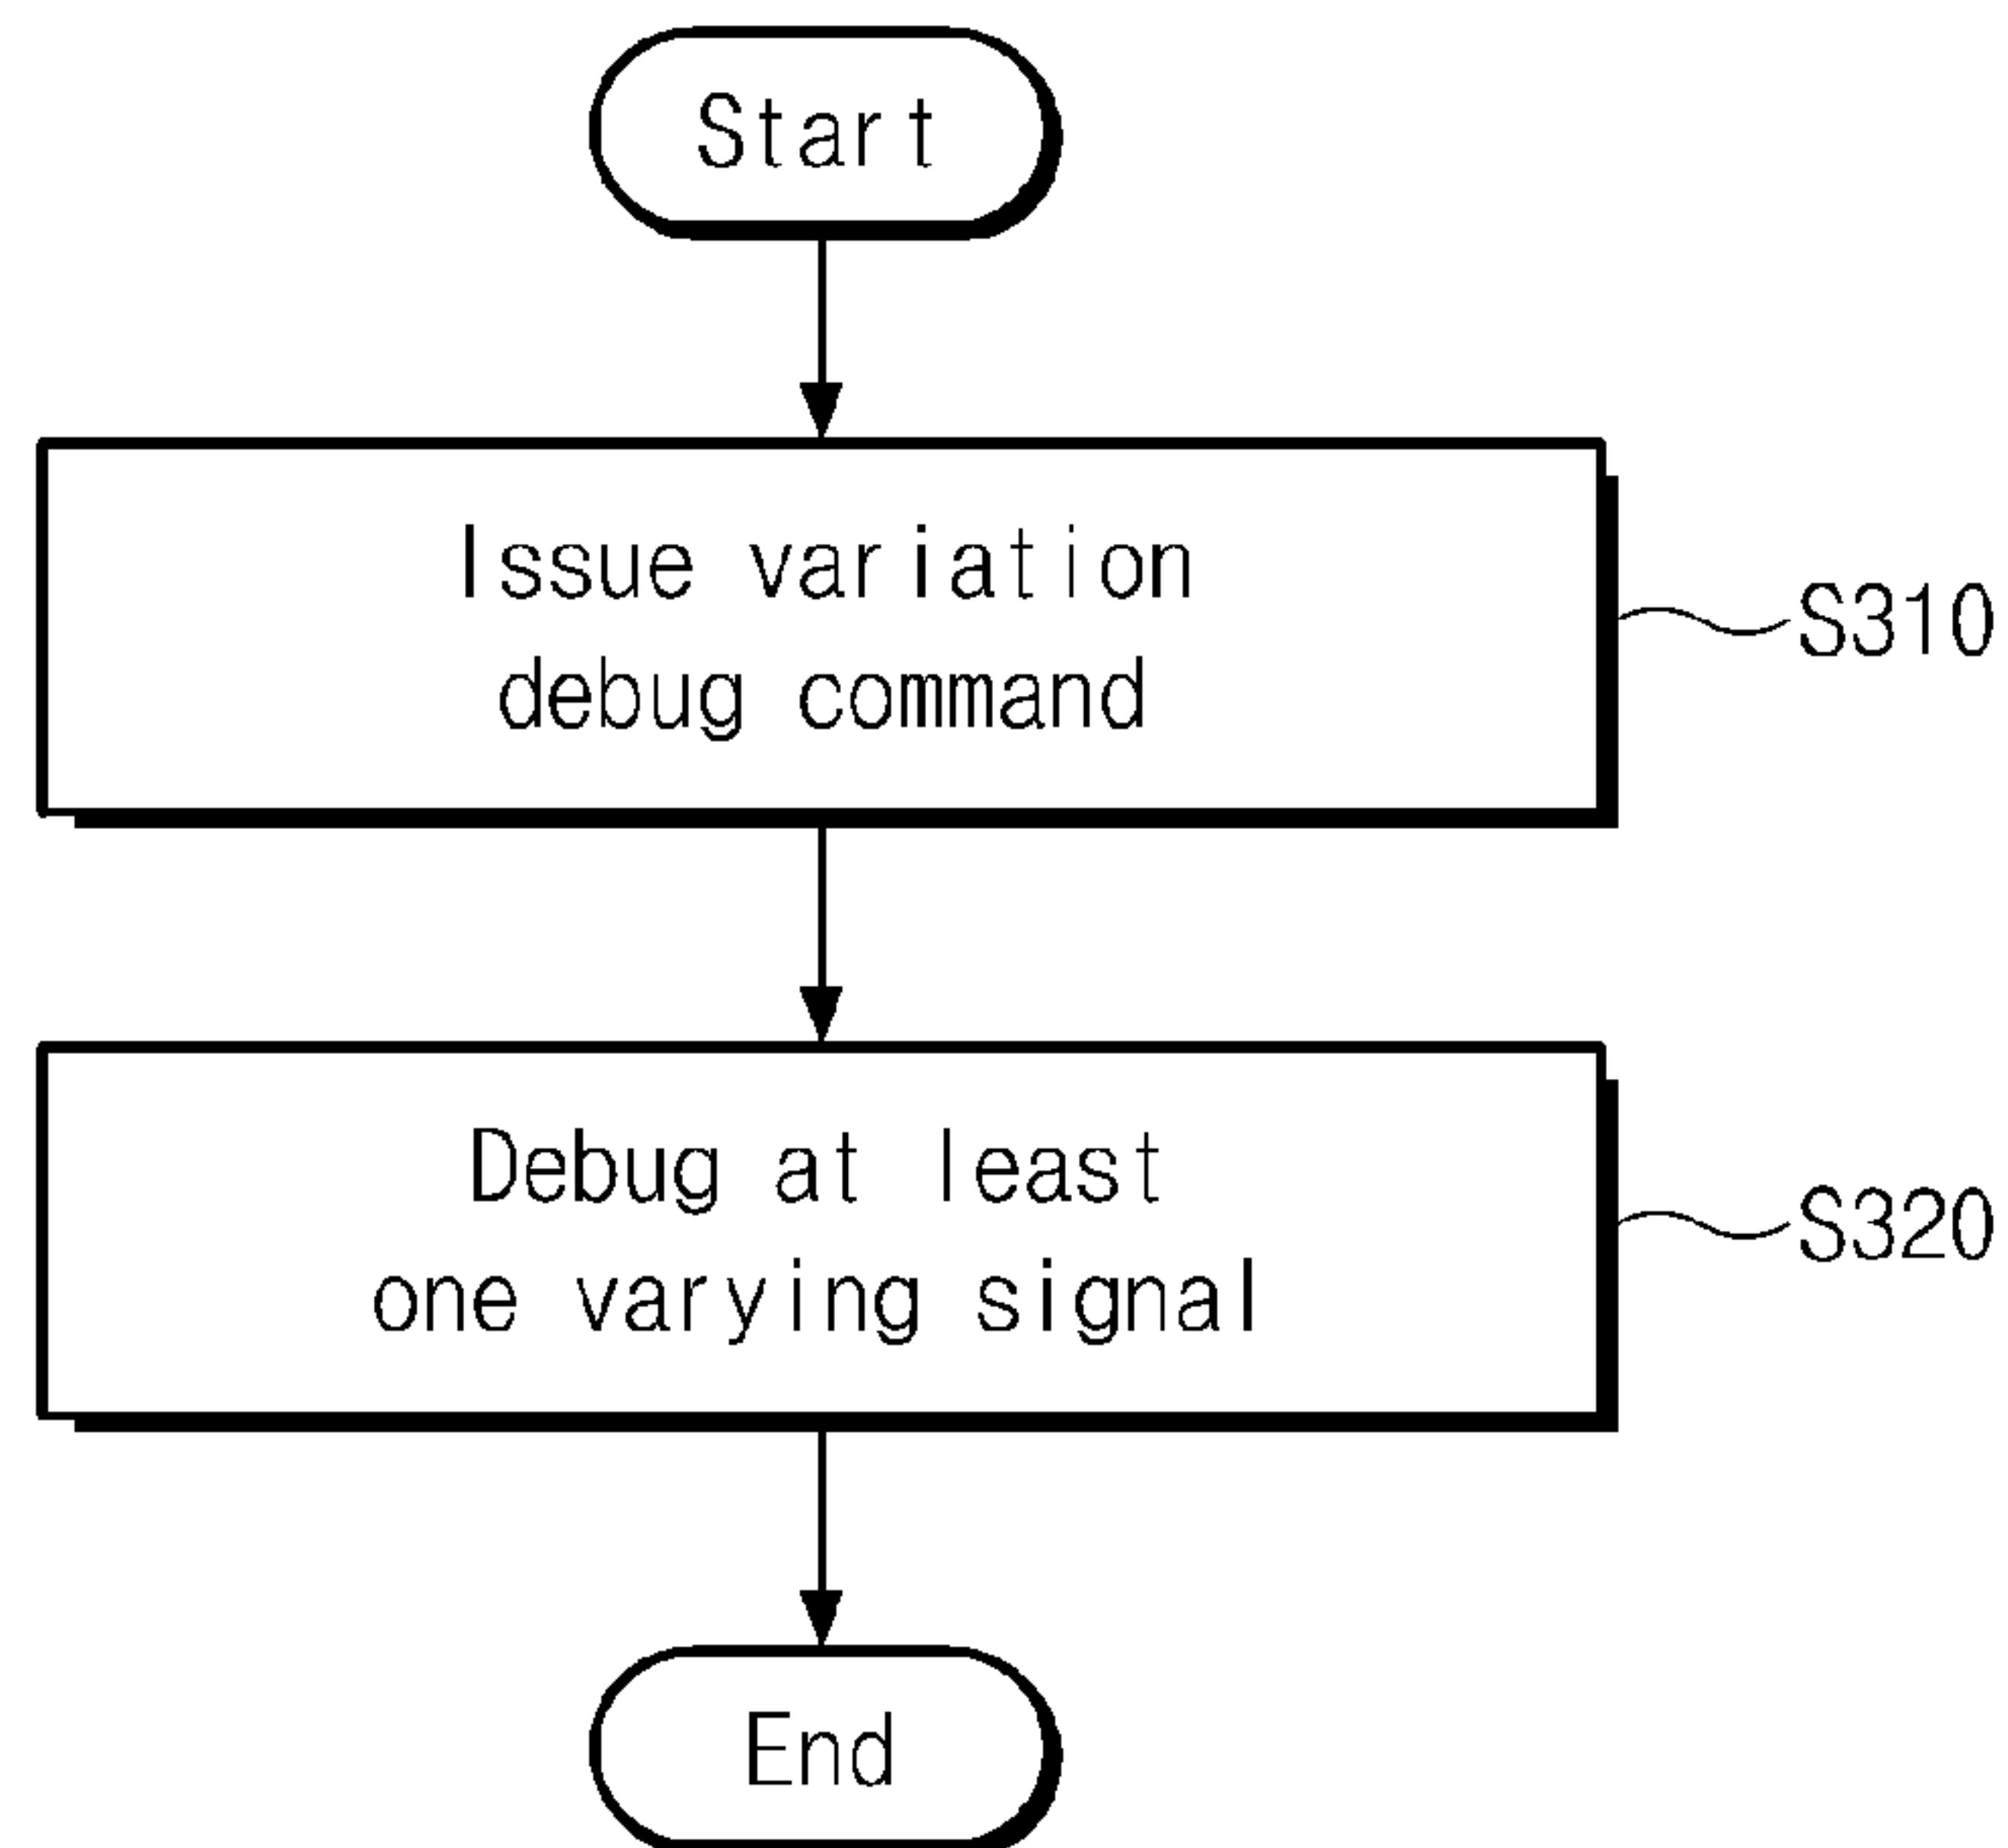 Start
Issue variation
debug command
S310
Debug at least
one varying signal
S320
End